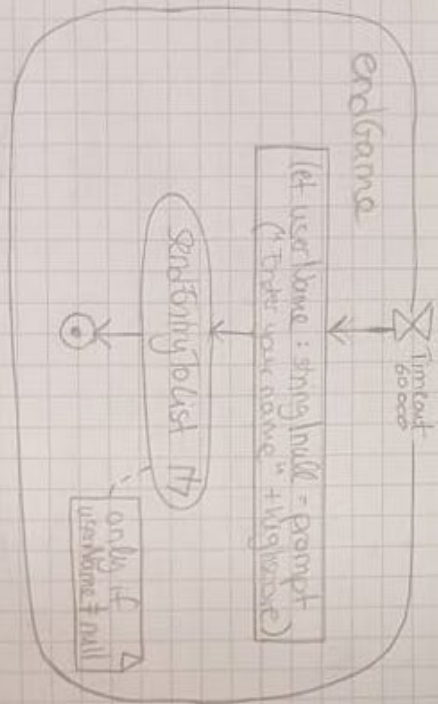 endGame
Timeout
60000
let userName : string | null = prompt
("Enter your name" + highscore)
sendEntryToList
only if
userName ≠ null